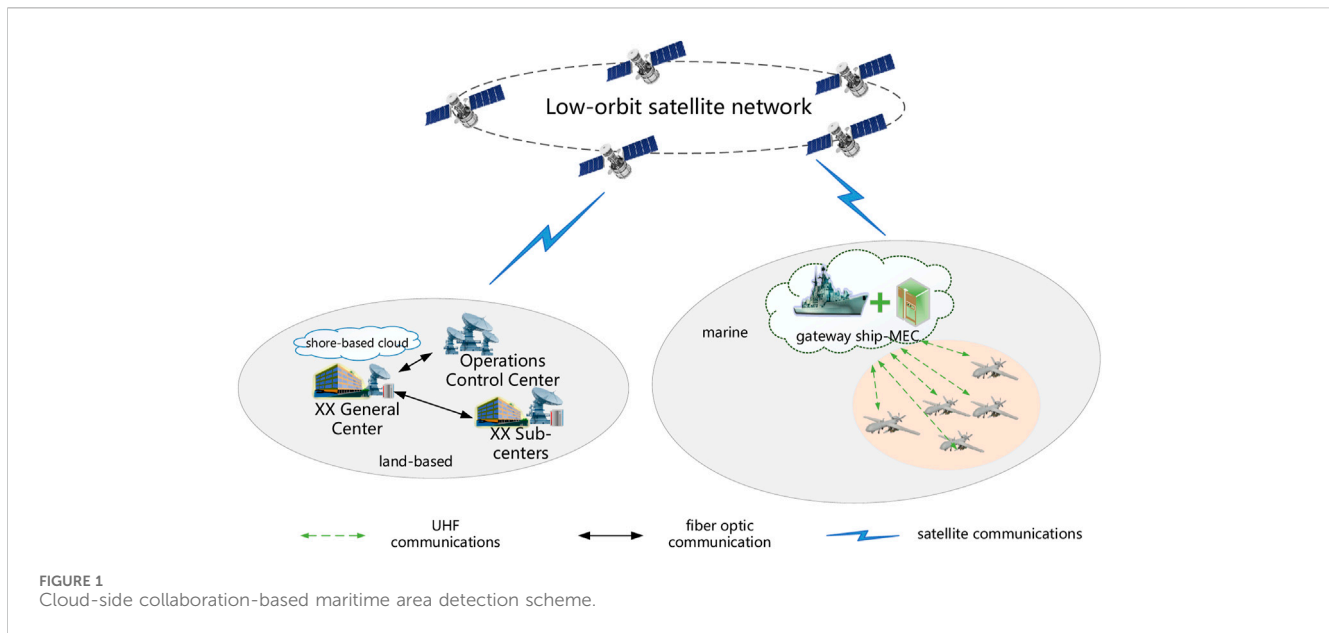 Low-orbit satellite network
shore-based cloud
Operations
Control Center
XX General
Center
XX Sub-
centers
land-based
marine
gateway ship-MEC
UHF
communications
fiber optic
communication
satellite communications
FIGURE 1
Cloud-side collaboration-based maritime area detection scheme.